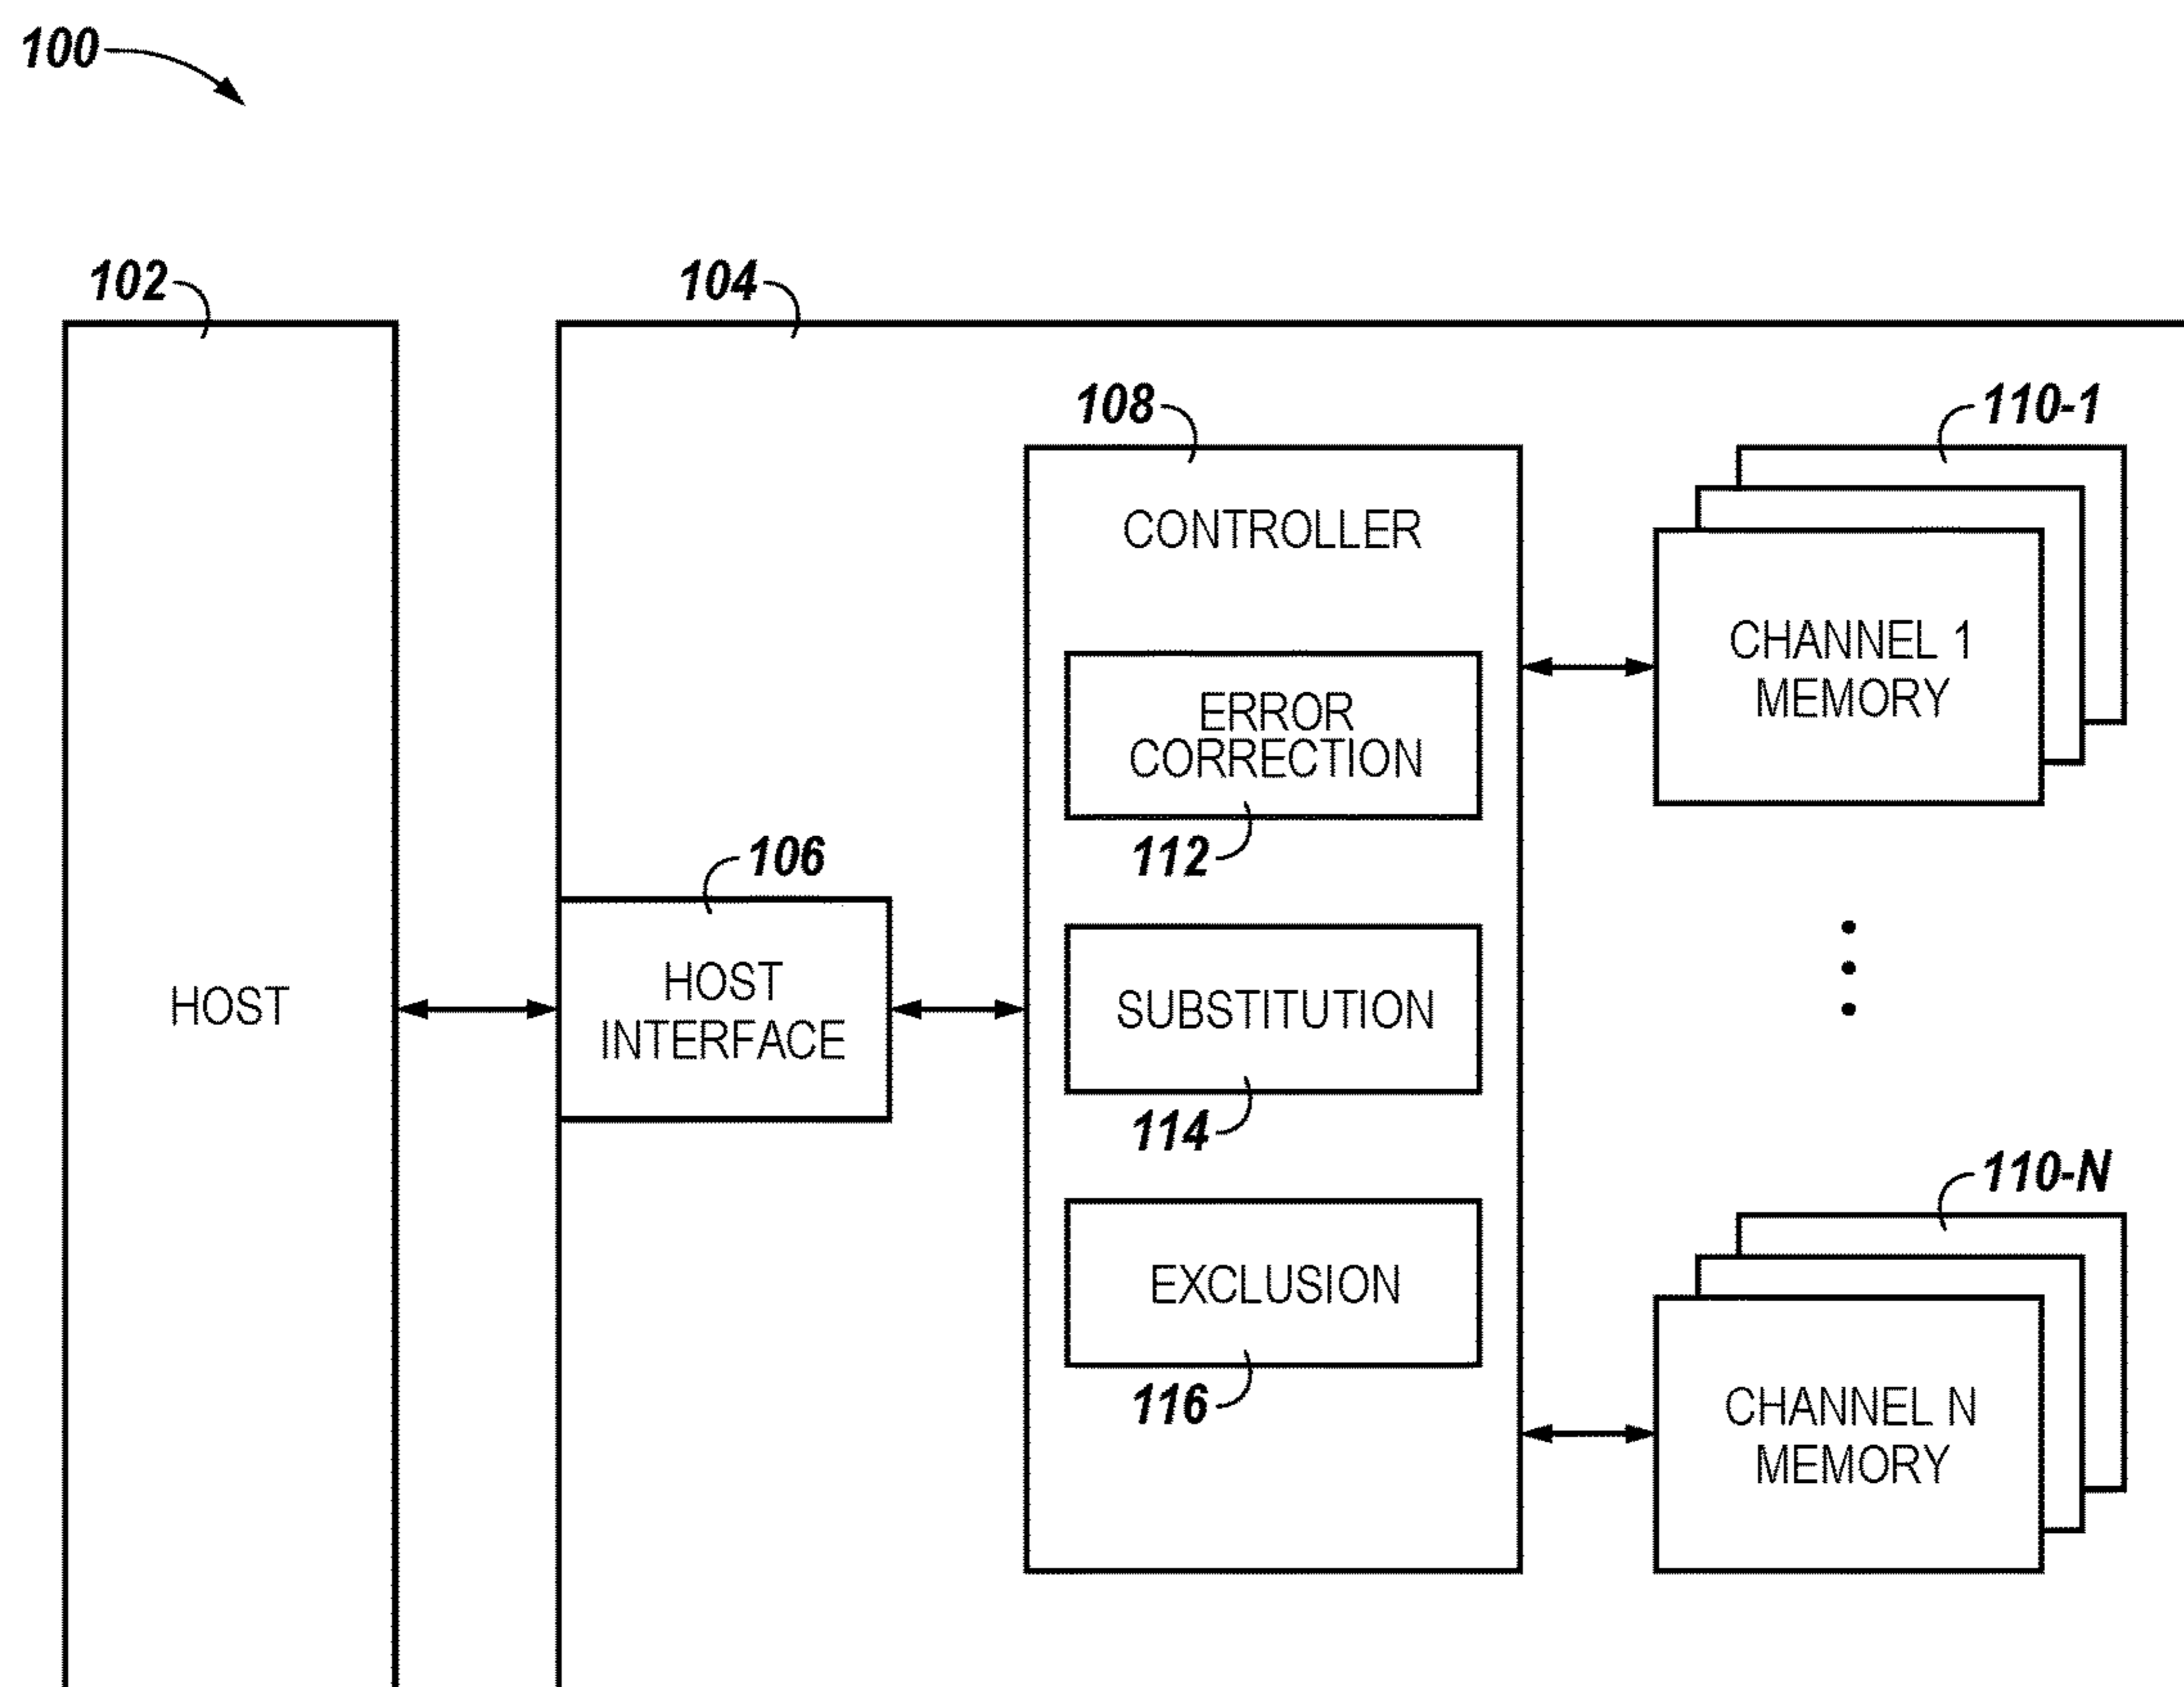 100
102
104
108
110-1
CONTROLLER
CHANNEL 1
MEMORY
ERROR
CORRECTION
112
106
HOST
HOST
INTERFACE
SUBSTITUTION
114
110-N
EXCLUSION
116
CHANNEL N
MEMORY